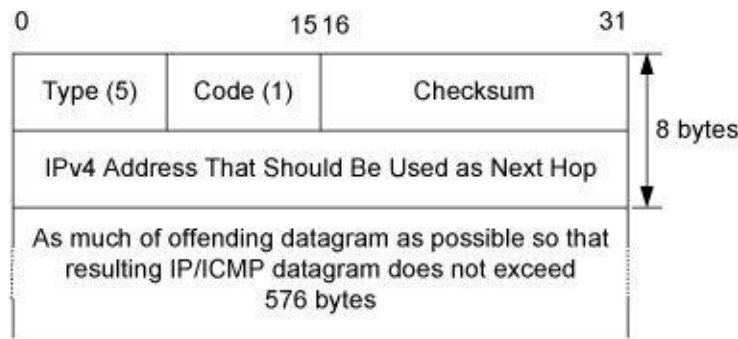 0 15 16 31
Type (5) Code (1) Checksum
8 bytes
IPv4 Address That Should Be Used as Next Hop
As much of offending datagram as possible so that
resulting IP/ICMP datagram does not exceed
576 bytes